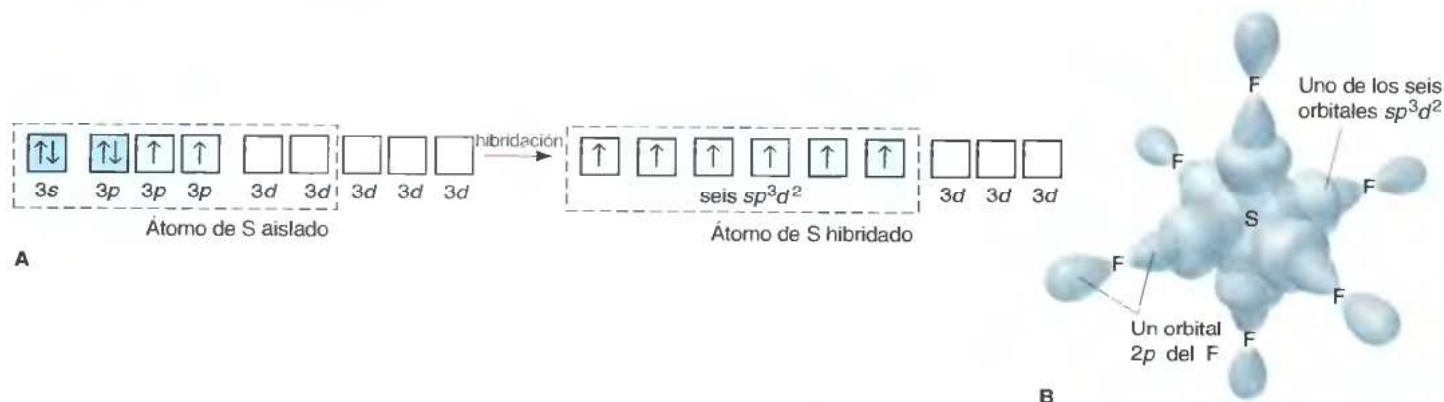 ↑↓ ↑↓ ↑ ↑
3s 3p 3p 3p 3d 3d 3d 3d 3d
Átomo de S aislado
A
hibridación
↑ ↑ ↑ ↑ ↑ ↑
seis sp³d² 3d 3d 3d
Átomo de S hibridado
F
Uno de los seis
orbitales sp³d²
F
F
S
F
F
Un orbital
2p del F
F
B